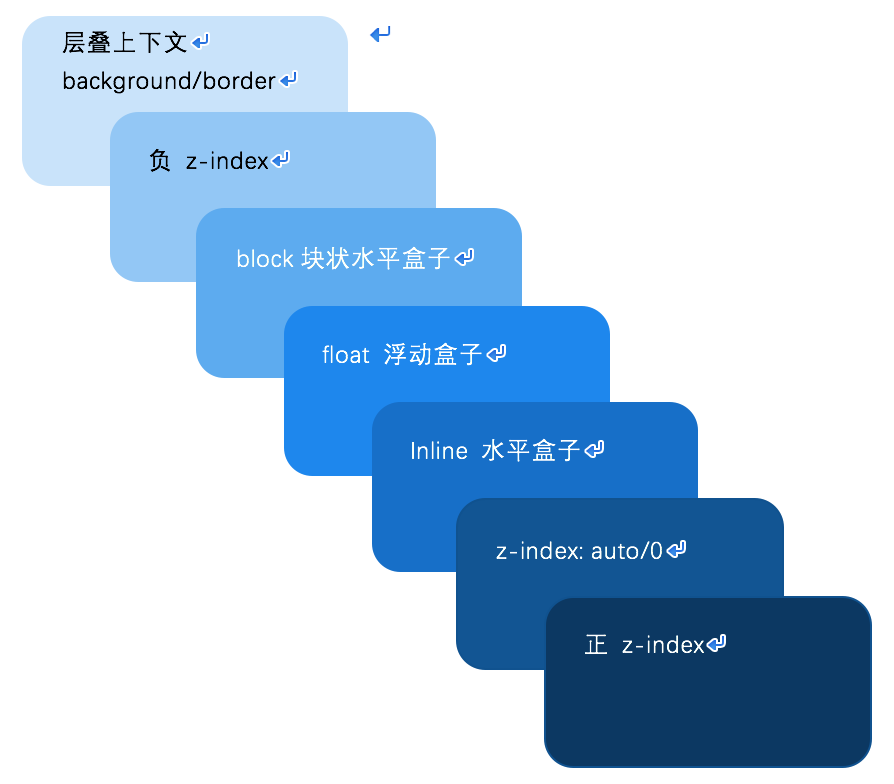 层叠上下文
background/border
负 z-index
block 块状水平盒子
float 浮动盒子
Inline 水平盒子
z-index: auto/0
正 z-index